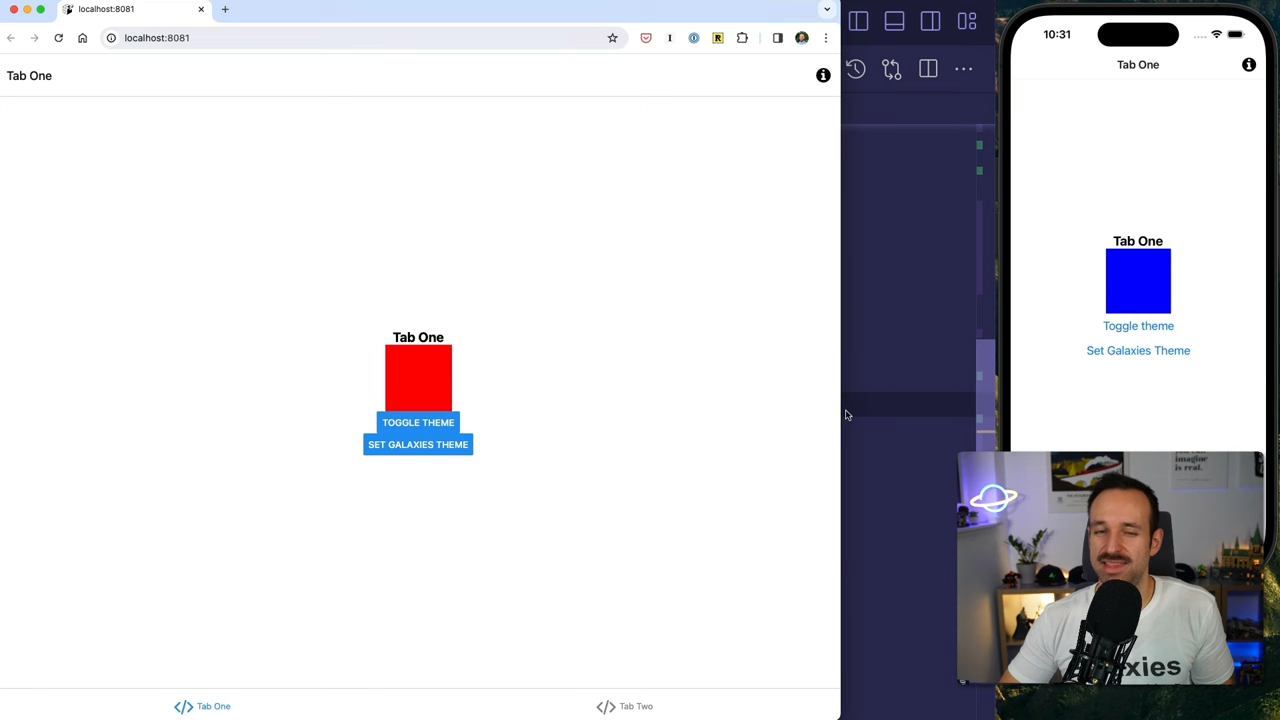 localhost:8081
localhost:8081
Tab One
Tab One
TOGGLE THEME
SET GALAXIES THEME
Tab One
Tab Two
10:31
Tab One
Tab One
Toggle theme
Set Galaxies Theme
imagine
is real.
xies